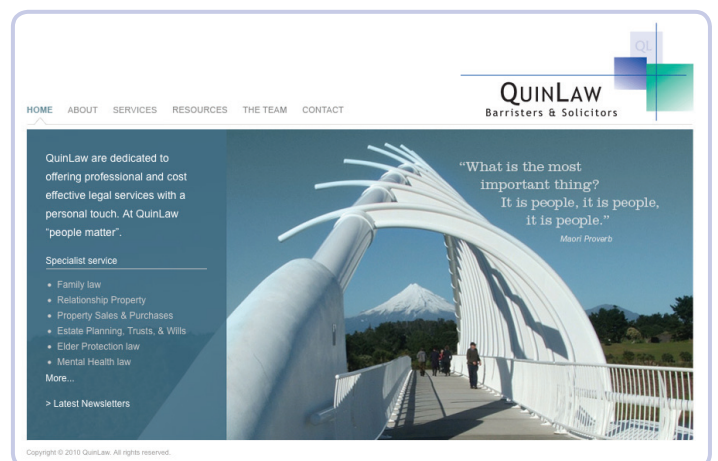 QL
QUINLAW
Barristers & Solicitors
HOME ABOUT SERVICES RESOURCES THE TEAM CONTACT
QuinLaw are dedicated to
offering professional and cost
effective legal services with a
personal touch. At QuinLaw
“people matter”.
Specialist service
• Family law
• Relationship Property
• Property Sales & Purchases
• Estate Planning, Trusts, & Wills
• Elder Protection law
• Mental Health law
More...
> Latest Newsletters
“What is the most
important thing?
It is people, it is people,
it is people.”
Maori Provarb
Copyright © 2010 QuinLaw. All rights reserved.